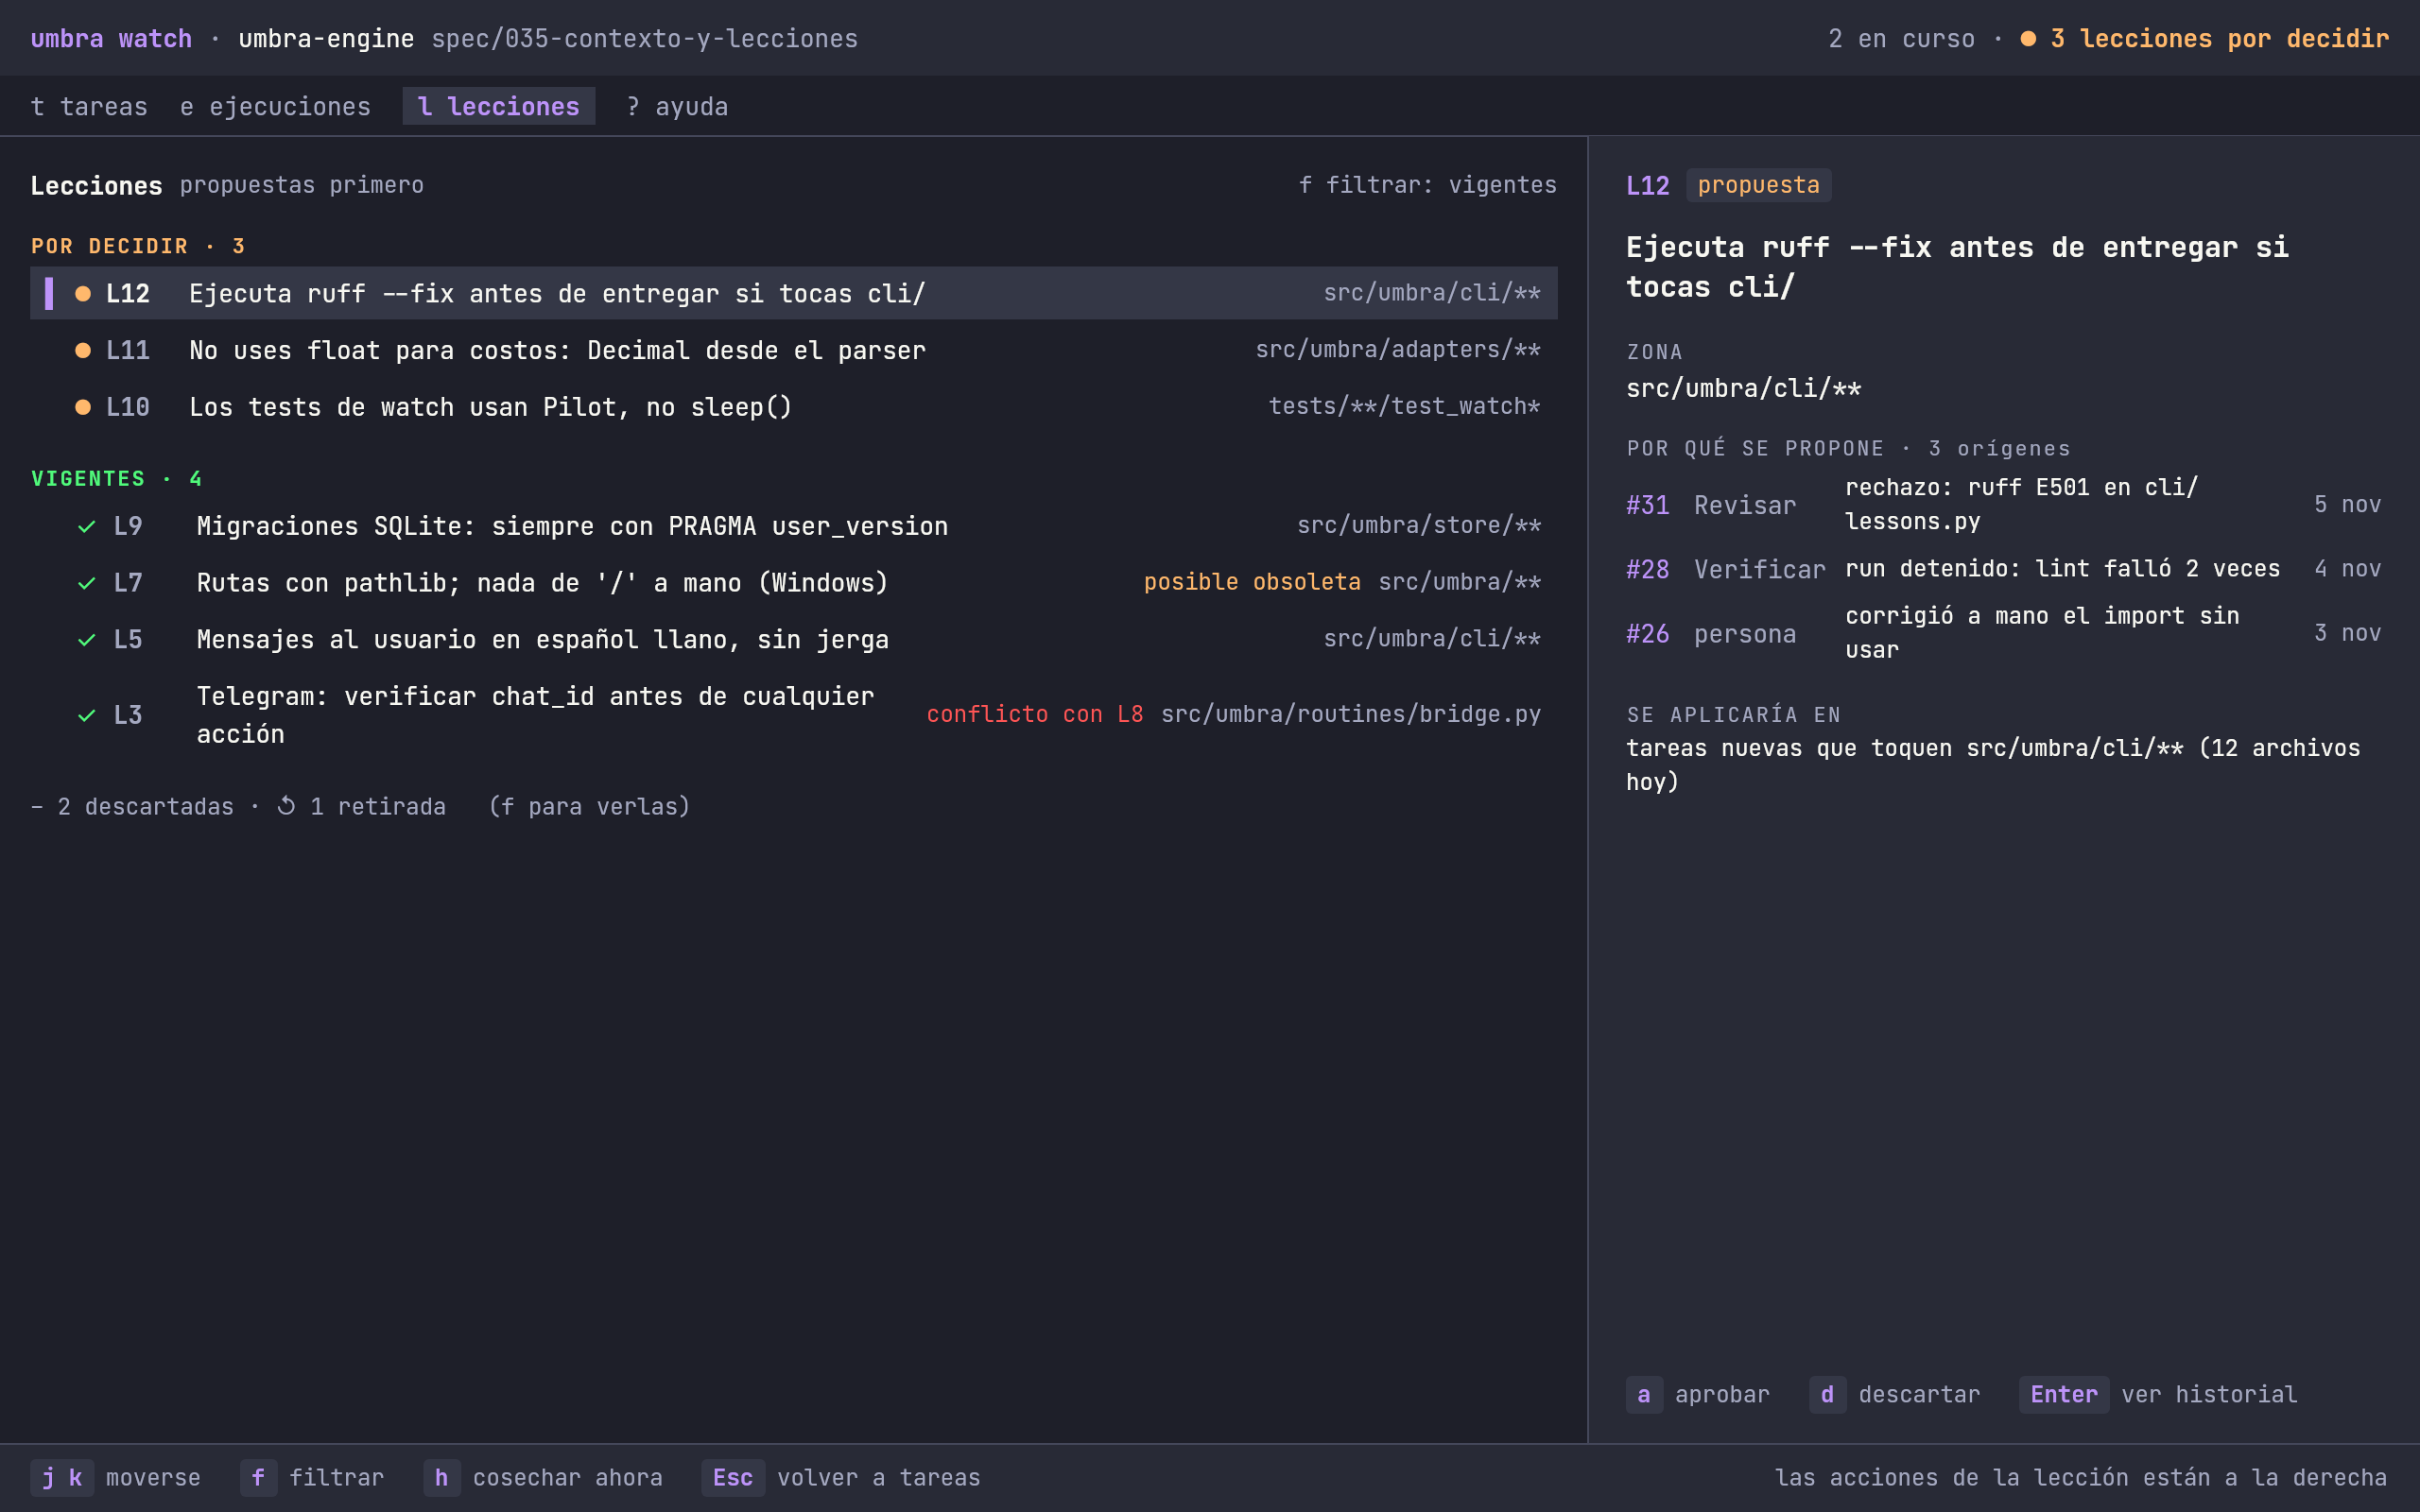 umbra watch · umbra-engine spec/035-contexto-y-lecciones
2 en curso · ● 3 lecciones por decidir
t tareas e ejecuciones l lecciones ? ayuda
Lecciones propuestas primero
f filtrar: vigentes
POR DECIDIR · 3
● L12 Ejecuta ruff --fix antes de entregar si tocas cli/ src/umbra/cli/**
● L11 No uses float para costos: Decimal desde el parser src/umbra/adapters/**
● L10 Los tests de watch usan Pilot, no sleep() tests/**/test_watch*
VIGENTES · 4
✓ L9 Migraciones SQLite: siempre con PRAGMA user_version src/umbra/store/**
✓ L7 Rutas con pathlib; nada de '/' a mano (Windows) posible obsoleta src/umbra/**
✓ L5 Mensajes al usuario en español llano, sin jerga src/umbra/cli/**
✓ L3 Telegram: verificar chat_id antes de cualquier
acción
conflicto con L8 src/umbra/routines/bridge.py
– 2 descartadas · ↺ 1 retirada (f para verlas)
L12 propuesta
Ejecuta ruff --fix antes de entregar si
tocas cli/
ZONA
src/umbra/cli/**
POR QUÉ SE PROPONE · 3 orígenes
#31 Revisar rechazo: ruff E501 en cli/
lessons.py
5 nov
#28 Verificar run detenido: lint falló 2 veces 4 nov
#26 persona corrigió a mano el import sin
usar
3 nov
SE APLICARÍA EN
tareas nuevas que toquen src/umbra/cli/** (12 archivos
hoy)
a aprobar d descartar Enter ver historial
j k moverse f filtrar h cosechar ahora Esc volver a tareas
las acciones de la lección están a la derecha